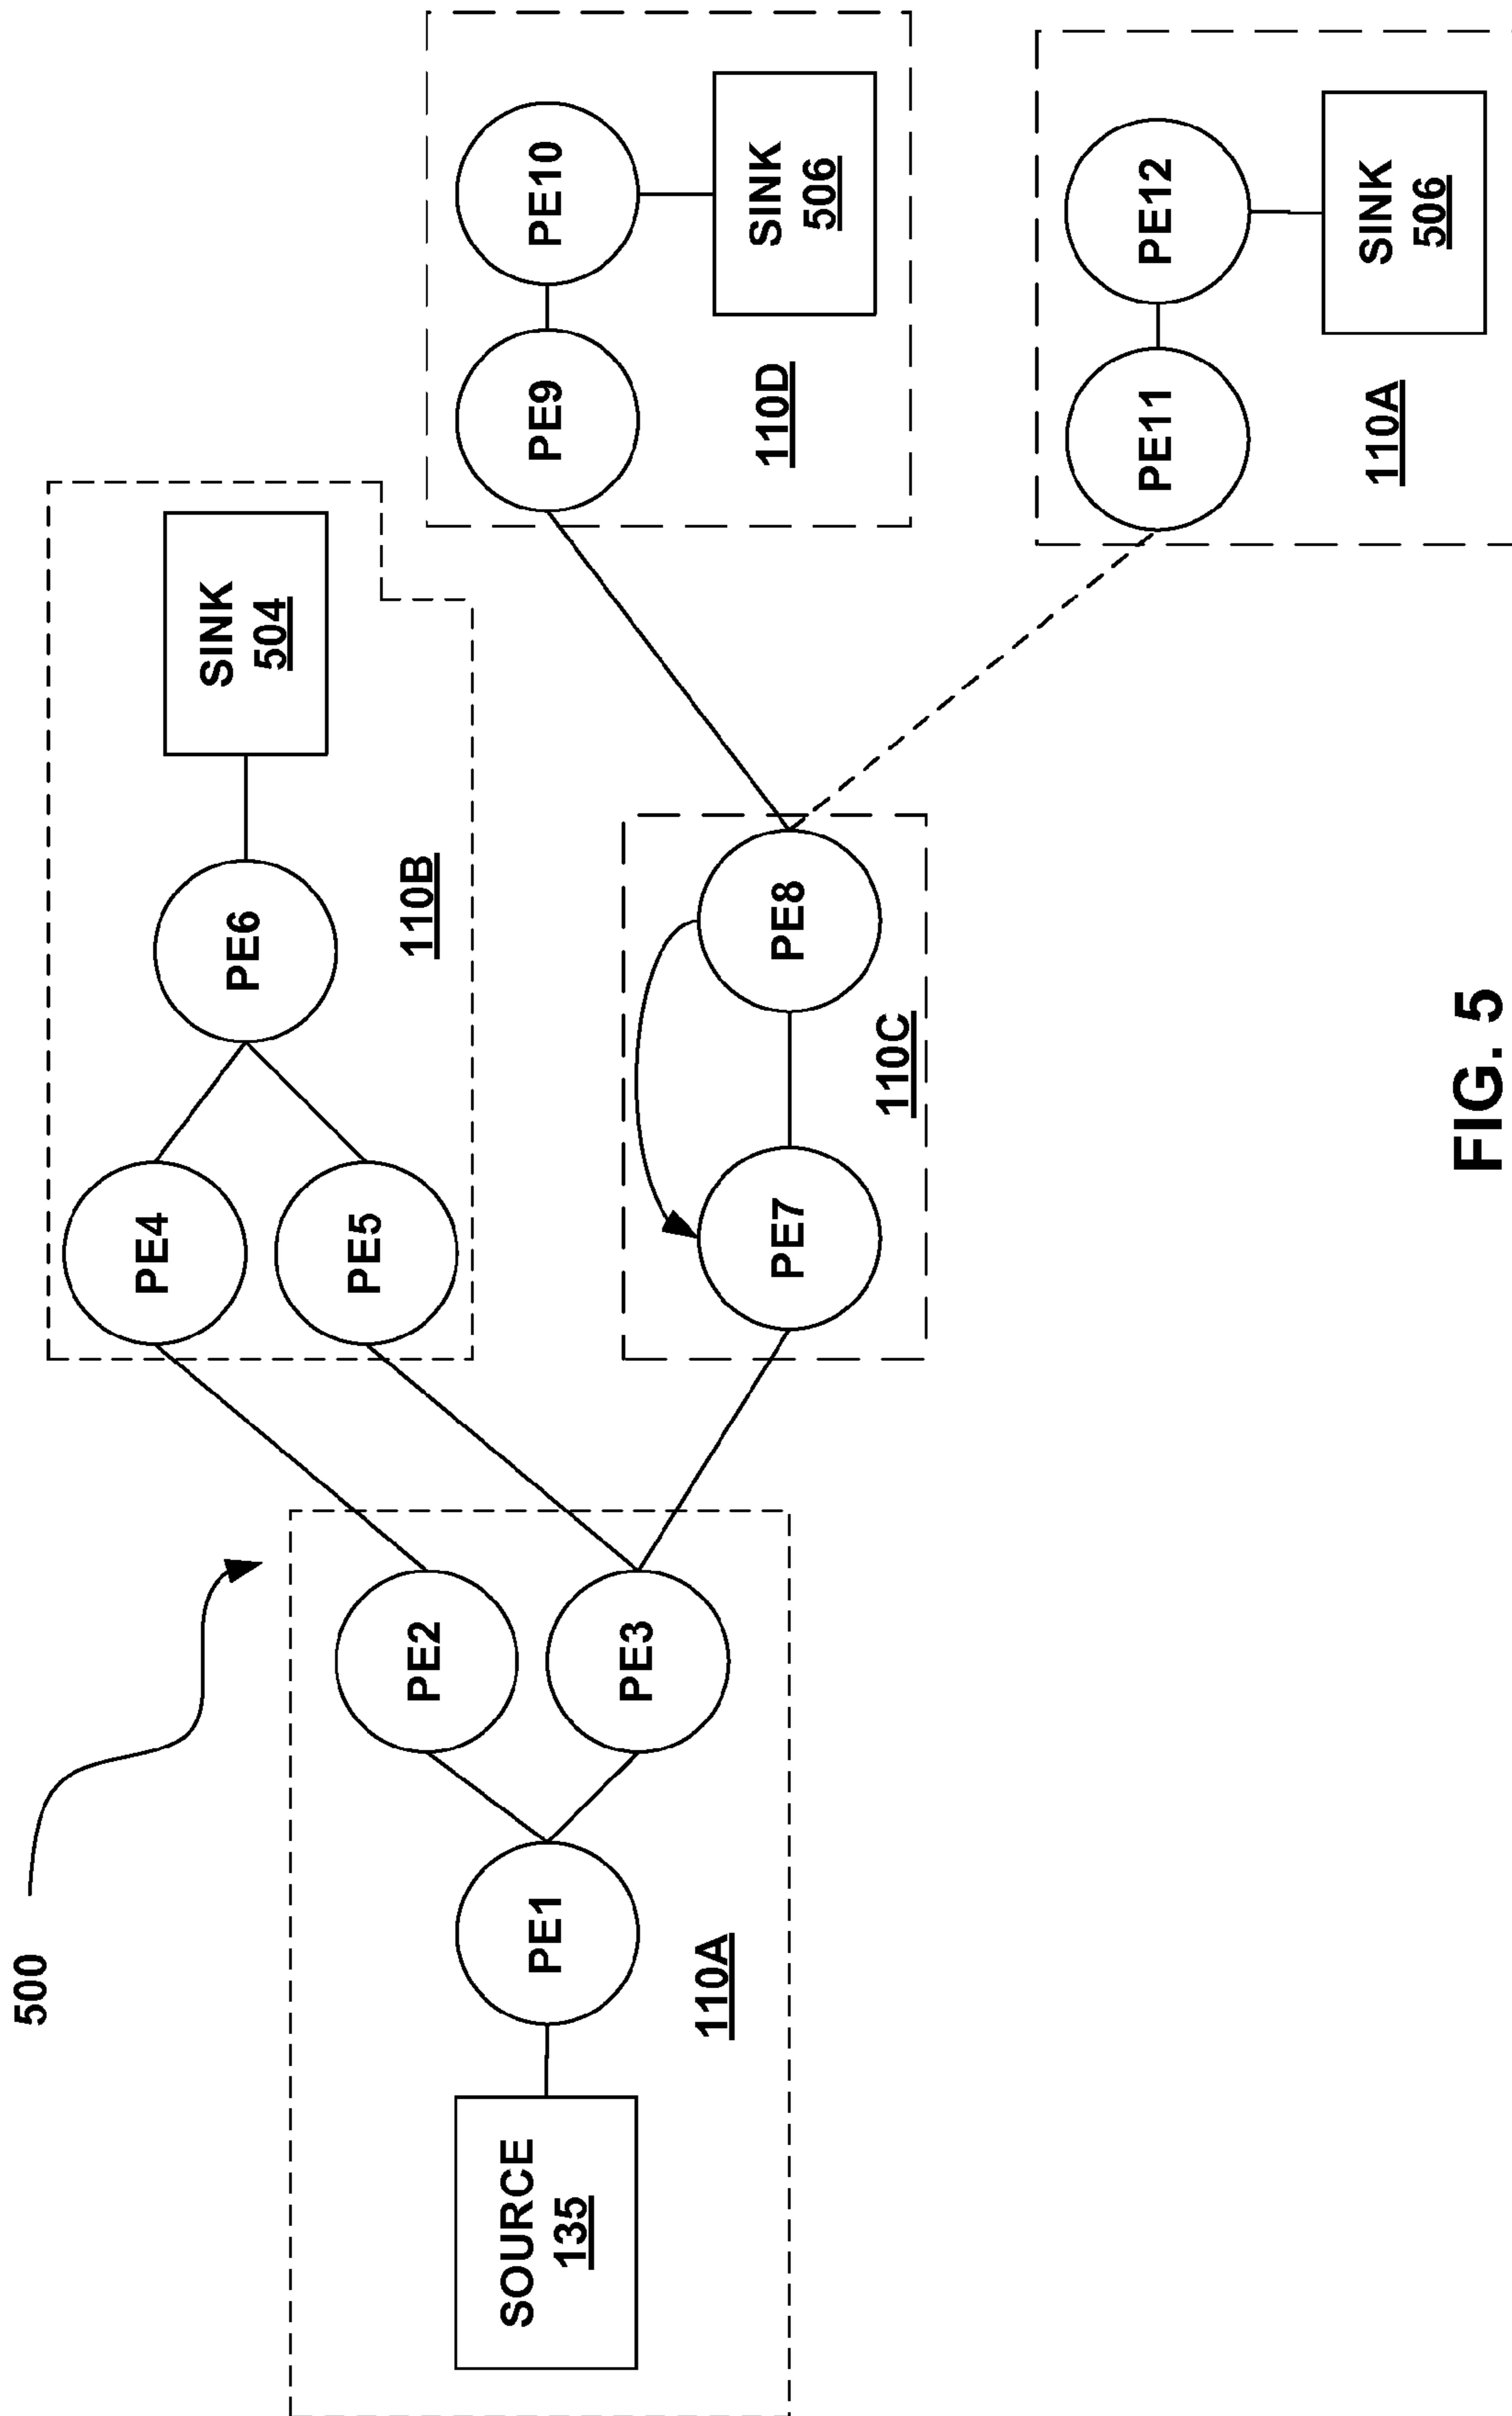 500
SOURCE
135
PE1
110A
PE2
PE3
PE4
PE5
PE6
SINK
504
110B
PE7
PE8
110C
PE9
PE10
SINK
506
110D
PE11
PE12
SINK
506
110A
FIG. 5